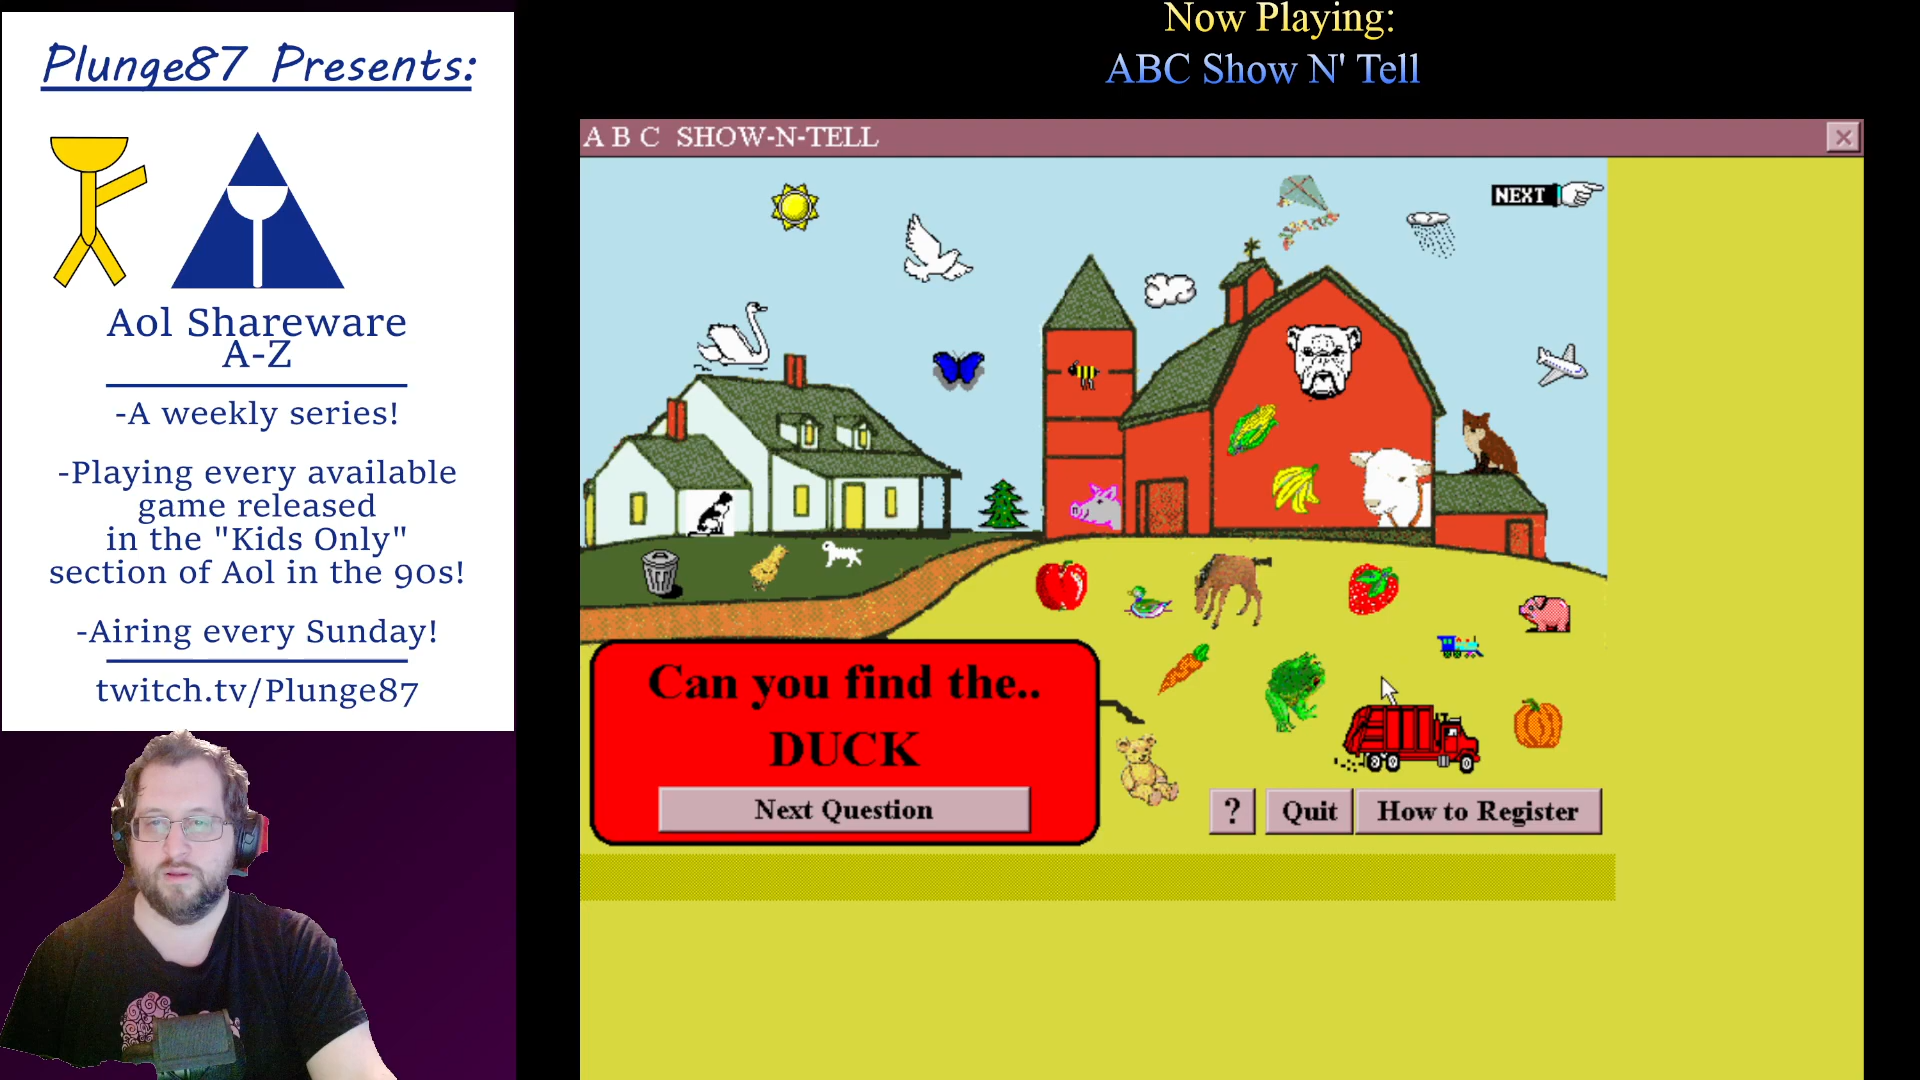 Plunge87 Presents:
Aol Shareware
A-Z
-A weekly series!
-Playing every available
game released
in the "Kids Only"
section of Aol in the 90s!
-Airing every Sunday!
twitch.tv/Plunge87
Now Playing:
ABC Show N' Tell
A B C SHOW-N-TELL
NEXT
Can you find the..
DUCK
Next Question
?
Quit
How to Register